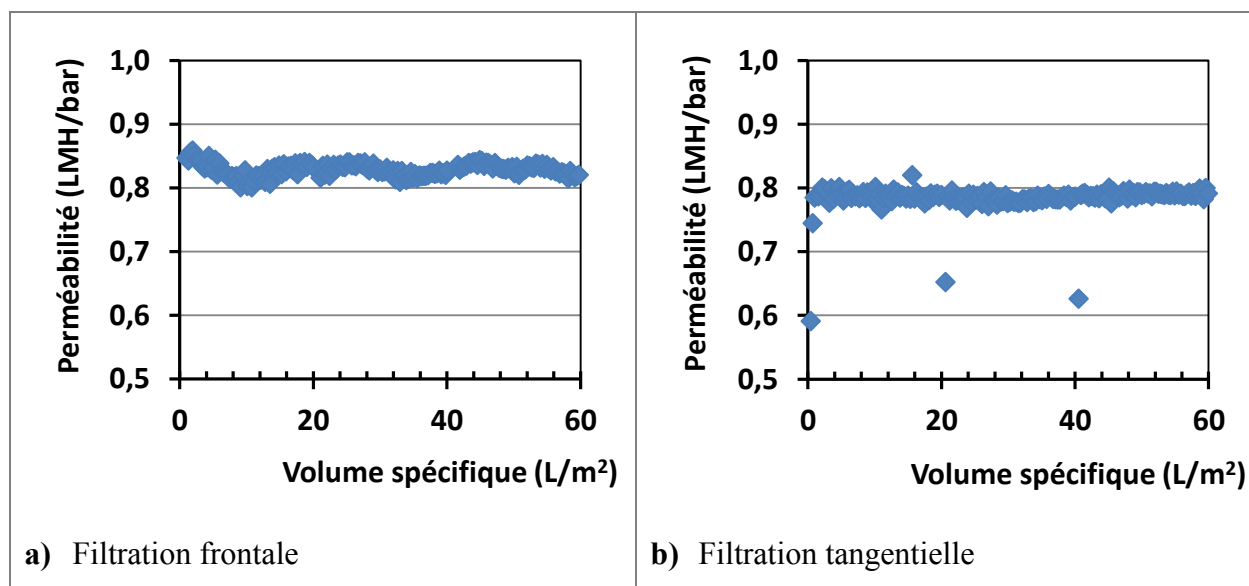 Perméabilité (LMH/bar)
1,0
0,9
0,8
0,7
0,6
0,5
0 20 40 60
Volume spécifique (L/m²)
a) Filtration frontale
Perméabilité (LMH/bar)
1,0
0,9
0,8
0,7
0,6
0,5
0 20 40 60
Volume spécifique (L/m²)
b) Filtration tangentielle